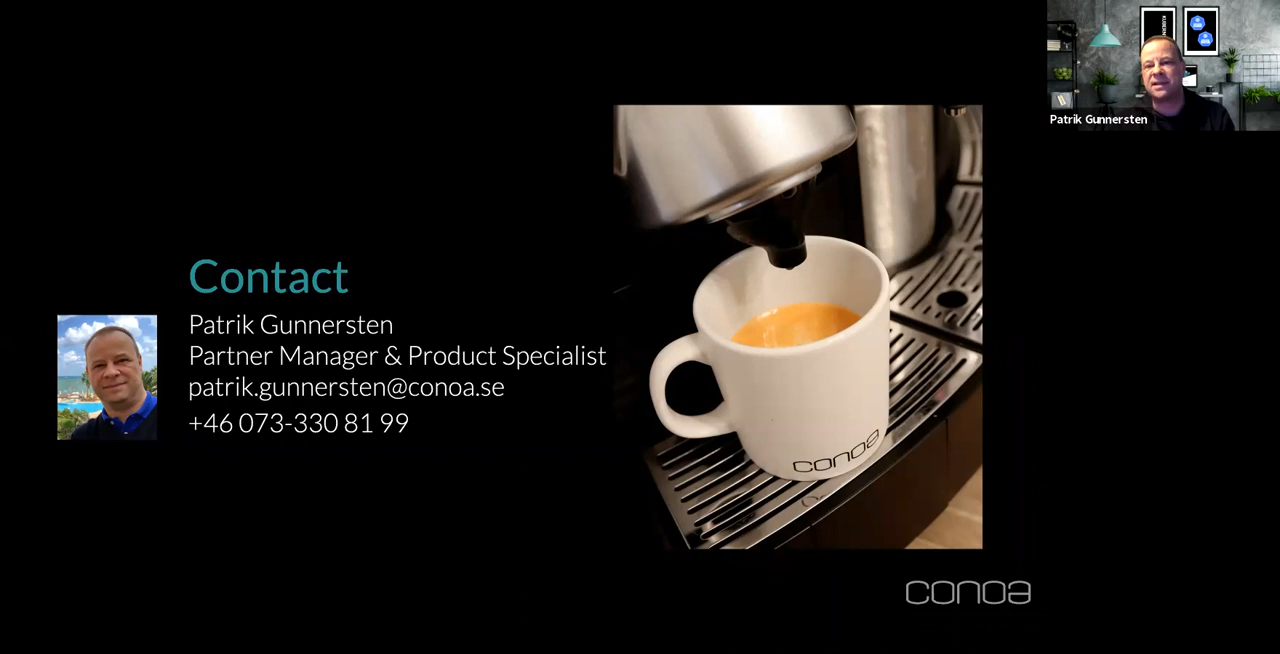 Contact
Patrik Gunnersten
Partner Manager & Product Specialist
patrik.gunnersten@conoa.se
+46 073-330 81 99
conoa
conoa
Patrik Gunnersten